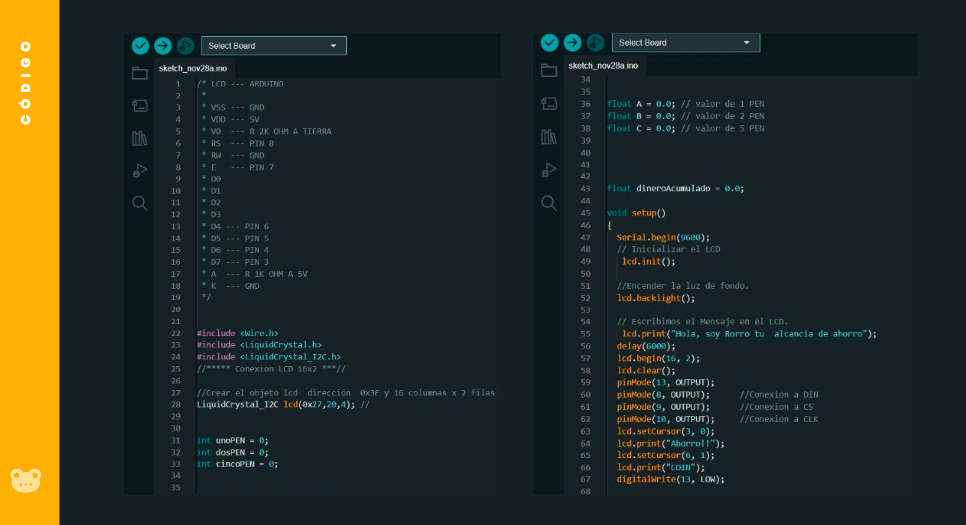 CÓDIGO
Select Board
sketch_nov28a.ino
1 /* LCD --- ARDUINO
2 *
3 * VSS --- GND
4 * VDD --- 5V
5 * V0 --- R 2K OHM A TIERRA
6 * RS --- PIN 8
7 * RW --- GND
8 * E --- PIN 7
9 * D0
10 * D1
11 * D2
12 * D3
13 * D4 --- PIN 6
14 * D5 --- PIN 5
15 * D6 --- PIN 4
16 * D7 --- PIN 3
17 * A --- R 1K OHM A 5V
18 * K --- GND
19 */
20
21
22 #include <Wire.h>
23 #include <LiquidCrystal.h>
24 #include <LiquidCrystal_I2C.h>
25 //***** Conexion LCD 16x2 ***//
26
27 //Crear el objeto lcd dirección 0x3F y 16 columnas x 2 filas
28 LiquidCrystal_I2C lcd(0x27,20,4); //
29
30
31 int unoPEN = 0;
32 int dosPEN = 0;
33 int cincoPEN = 0;
34
35
Select Board
sketch_nov28a.ino
34
35
36 float A = 0.0; // valor de 1 PEN
37 float B = 0.0; // valor de 2 PEN
38 float C = 0.0; // valor de 5 PEN
39
40
41
42
43 float dineroAcumulado = 0.0;
44
45 void setup()
46 {
47 Serial.begin(9600);
48 // Inicializar el LCD
49 lcd.init();
50
51 //Encender la luz de fondo.
52 lcd.backlight();
53
54 // Escribimos el Mensaje en el LCD.
55 lcd.print("Hola, soy Rorro tu alcancia de ahorro");
56 delay(6000);
57 lcd.begin(16, 2);
58 lcd.clear();
59 pinMode(13, OUTPUT);
60 pinMode(8, OUTPUT); //Conexion a DIN
61 pinMode(9, OUTPUT); //Conexion a CS
62 pinMode(10, OUTPUT); //Conexion a CLK
63 lcd.setCursor(3, 0);
64 lcd.print("Ahorro!!");
65 lcd.setCursor(6, 1);
66 lcd.print("COIN");
67 digitalWrite(13, LOW);
68